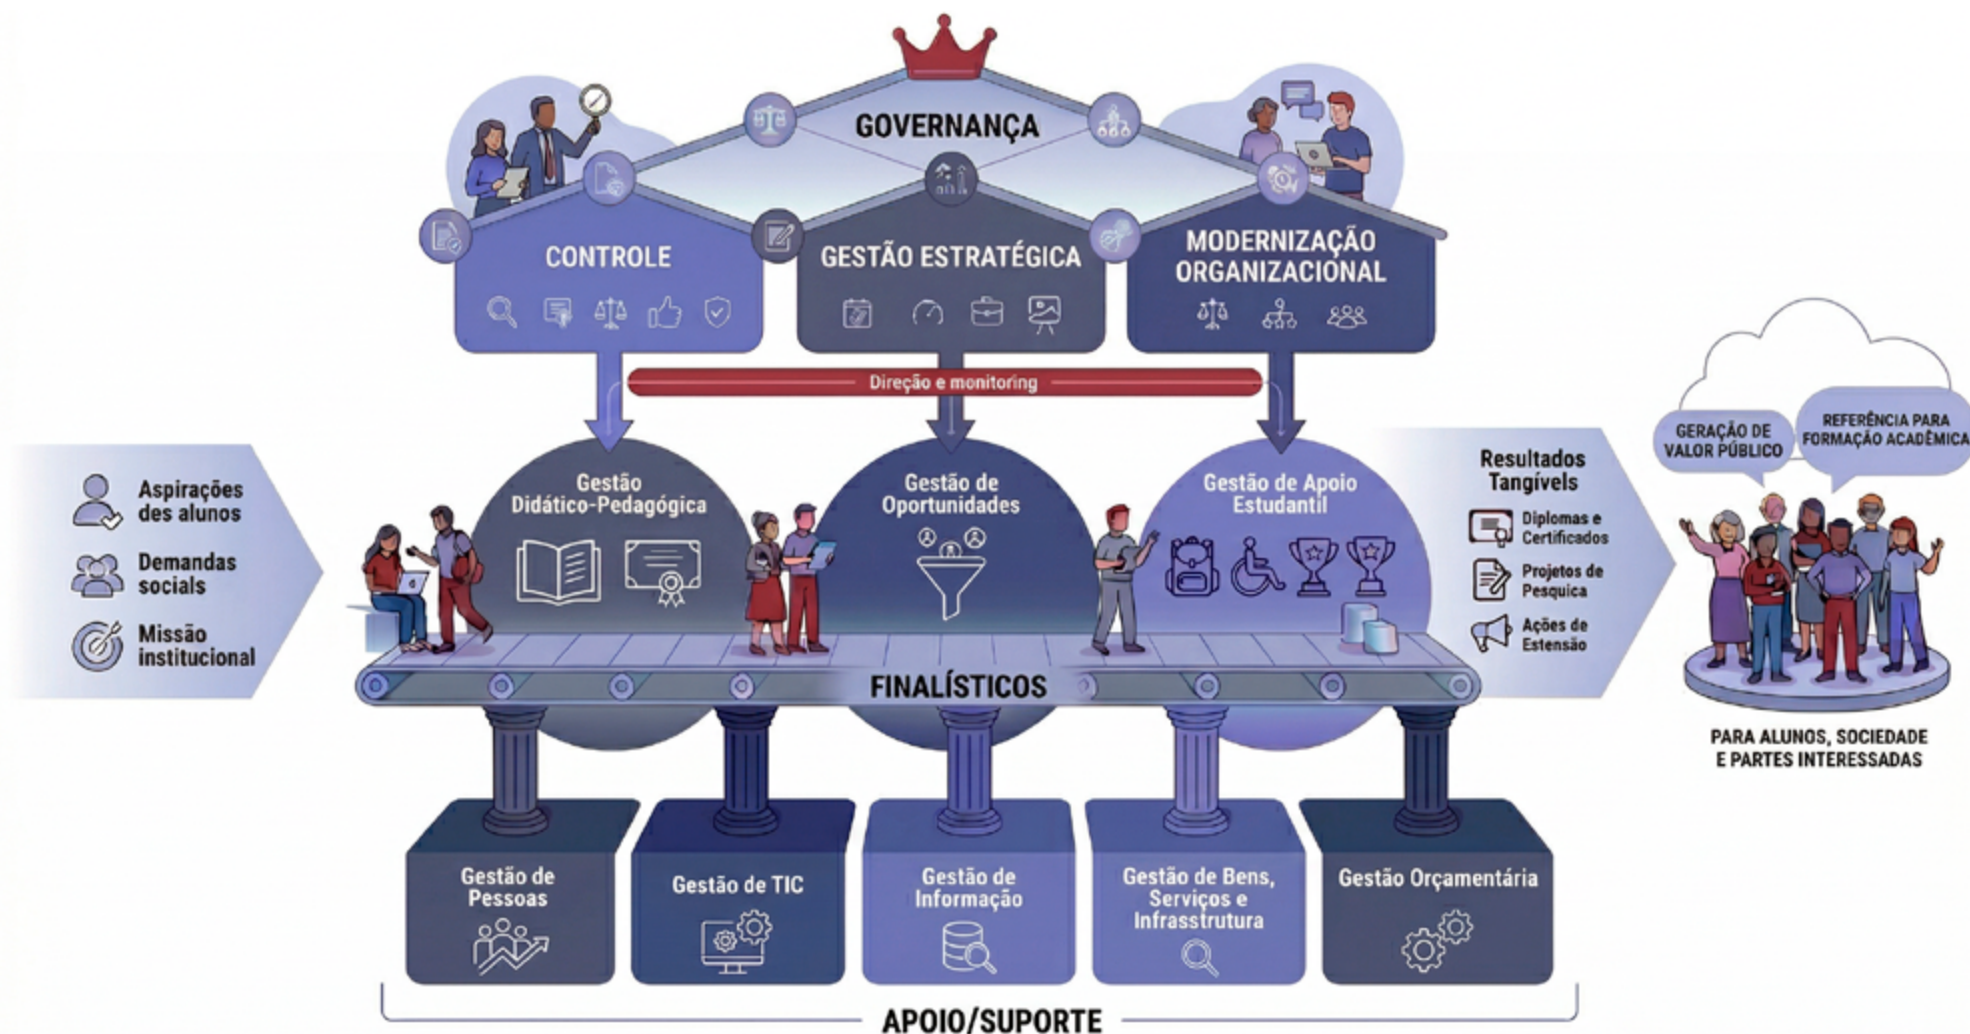 GOVERNANÇA
CONTROLE
GESTÃO ESTRATÉGICA
MODERNIZAÇÃO
ORGANIZACIONAL
Direção e monitoring
Aspirações
des alunos
Demandas
socials
Missão
institucional
Gestão
Didático-Pedagógica
Gestão de
Oportunidades
Gestão de Apoio
Estudantil
Resultados
Tangívels
Diplomas e
Certificados
Projetos de
Pesquica
Ações de
Estensão
GERAÇÃO DE
VALOR PÚBLICO
REFERÊNCIA PARA
FORMAÇÃO ACADÊMICA
PARA ALUNOS, SOCIEDADE
E PARTES INTERESSADAS
FINALÍSTICOS
Gestão de
Pessoas
Gestão de TIC
Gestão de
Informação
Gestão de Bens,
Serviços e
Infrasstrutura
Gestão Orçamentária
APOIO/SUPORTE